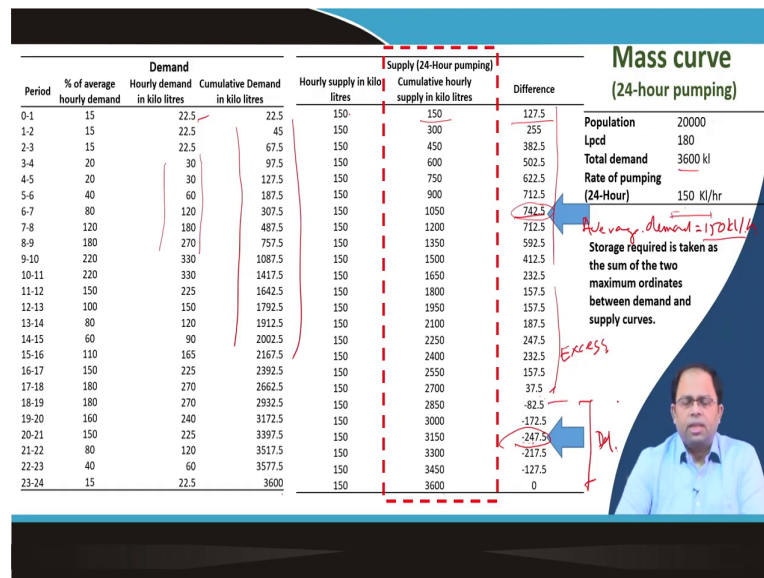 Mass curve
(24-hour pumping)
Demand
Supply (24-Hour pumping)
Period % of average hourly demand Hourly demand in kilo litres Cumulative Demand in kilo litres Hourly supply in kilo litres Cumulative hourly supply in kilo litres Difference
0-1 15 22.5 22.5 150 150 127.5
1-2 15 22.5 45 150 300 255
2-3 15 22.5 67.5 150 450 382.5
3-4 20 30 97.5 150 600 502.5
4-5 20 30 127.5 150 750 622.5
5-6 40 60 187.5 150 900 712.5
6-7 80 120 307.5 150 1050 742.5
7-8 120 180 487.5 150 1200 712.5
8-9 180 270 757.5 150 1350 592.5
9-10 220 330 1087.5 150 1500 412.5
10-11 220 330 1417.5 150 1650 232.5
11-12 150 225 1642.5 150 1800 157.5
12-13 100 150 1792.5 150 1950 157.5
13-14 80 120 1912.5 150 2100 187.5
14-15 60 90 2002.5 150 2250 247.5
15-16 110 165 2167.5 150 2400 232.5
16-17 150 225 2392.5 150 2550 157.5
17-18 180 270 2662.5 150 2700 37.5
18-19 180 270 2932.5 150 2850 -82.5
19-20 160 240 3172.5 150 3000 -172.5
20-21 150 225 3397.5 150 3150 -247.5
21-22 80 120 3517.5 150 3300 -217.5
22-23 40 60 3577.5 150 3450 -127.5
23-24 15 22.5 3600 150 3600 0
Excess
Population 20000
Lpcd 180
Total demand 3600 kl
Rate of pumping
(24-Hour) 150 Kl/hr
Average demand = 150 kl/h
Storage required is taken as
the sum of the two
maximum ordinates
between demand and
supply curves.